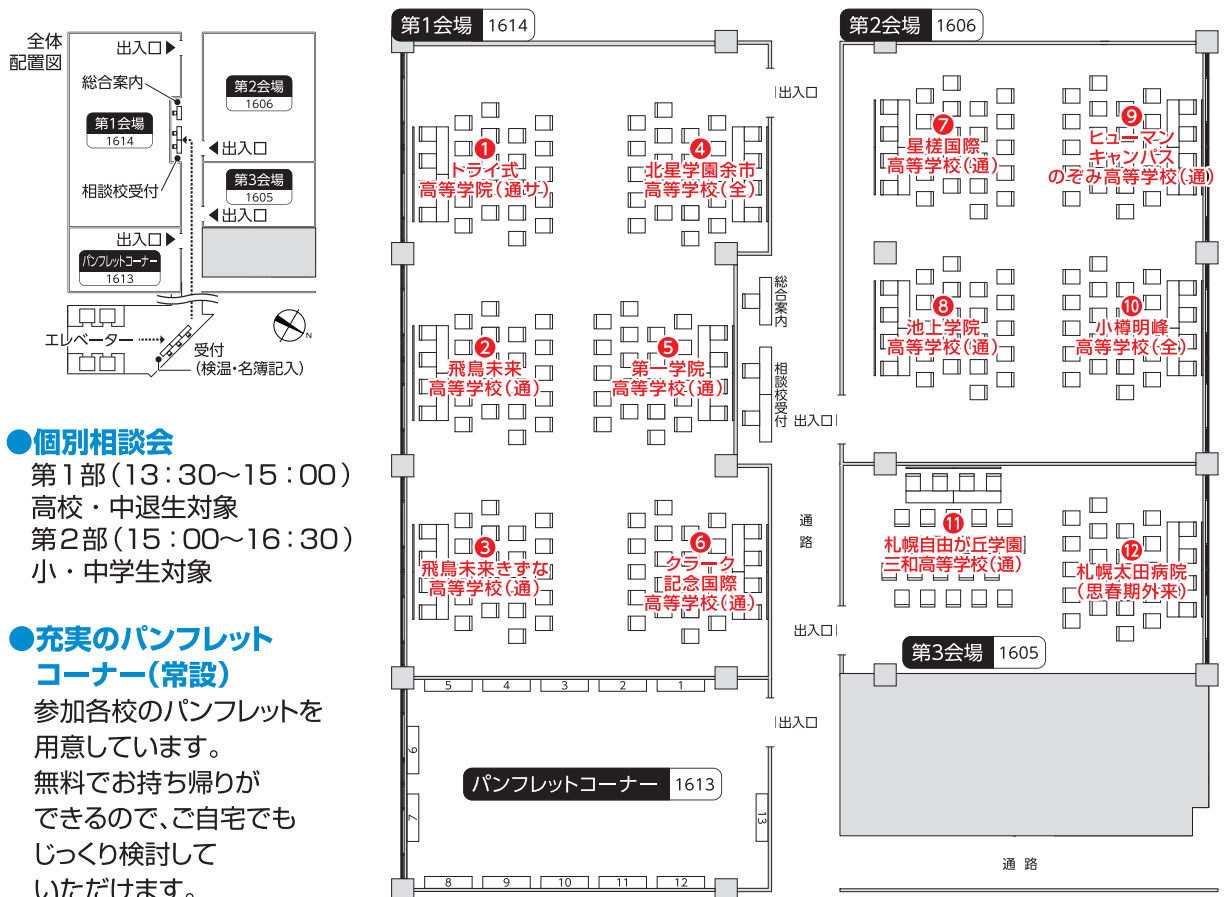 全体
配置図
出入口
総合案内
第1会場
1614
相談校受付
出入口
パンフレットコーナー
1613
第2会場
1606
出入口
第3会場
1605
出入口
エレベーター
受付
(検温・名簿記入)
N
●個別相談会
第1部(13:30〜15:00)
高校・中退生対象
第2部(15:00〜16:30)
小・中学生対象
●充実のパンフレット
コーナー(常設)
参加各校のパンフレットを
用意しています。
無料でお持ち帰りが
できるので、ご自宅でも
じっくり検討して
いただけます。
第1会場 1614
出入口
❶
トライ式
高等学院(通サ)
❹
北星学園余市
高等学校(全)
❷
飛鳥未来
高等学校(通)
❺
第一学院
高等学校(通)
❸
飛鳥未来きずな
高等学校(通)
❻
クラーク
記念国際
高等学校(通)
総合案内
相談校受付
通路
5 4 3 2 1
6
7
パンフレットコーナー 1613
出入口
13
8 9 10 11 12
第2会場 1606
❼
星槎国際
高等学校(通)
❾
ヒューマン
キャンパス
のぞみ高等学校(通)
❽
池上学院
高等学校(通)
❿
小樽明峰
高等学校(全)
出入口
⓫
札幌自由が丘学園
三和高等学校(通)
⓬
札幌太田病院
(思春期外来)
出入口
第3会場 1605
通路